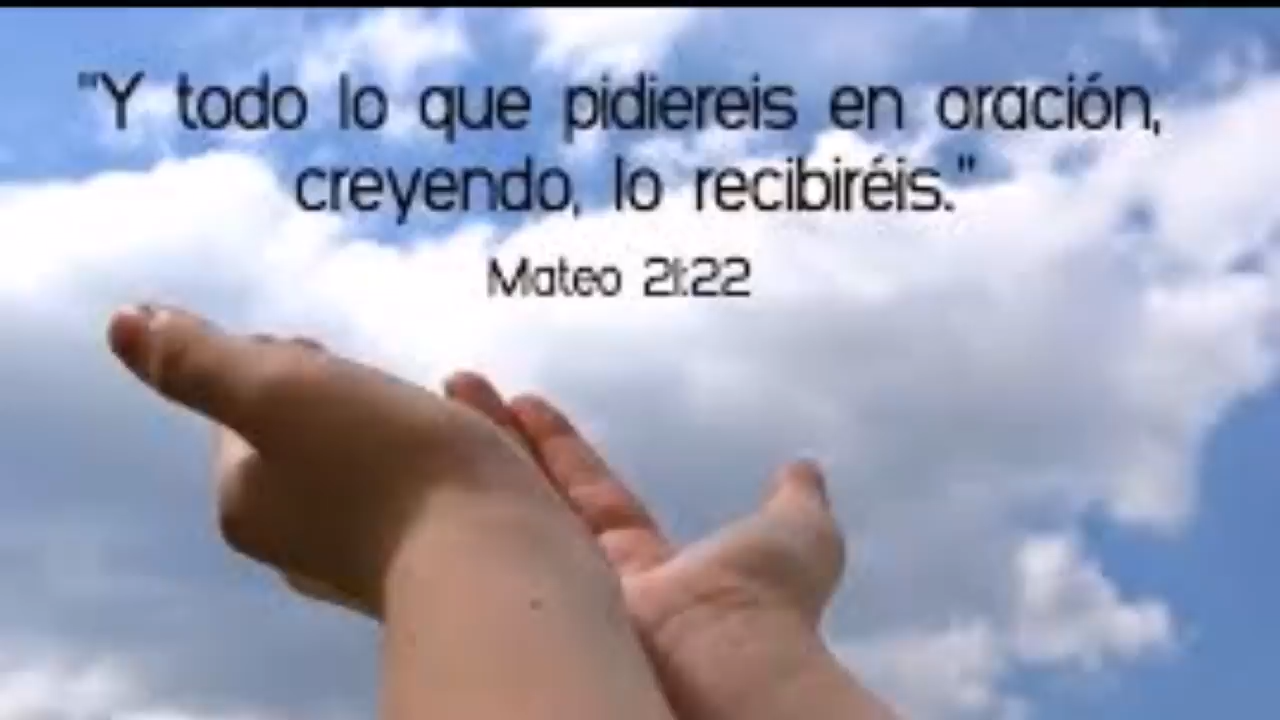 "Y todo lo que pidiereis en oración,
creyendo, lo recibiréis."
Mateo 21:22